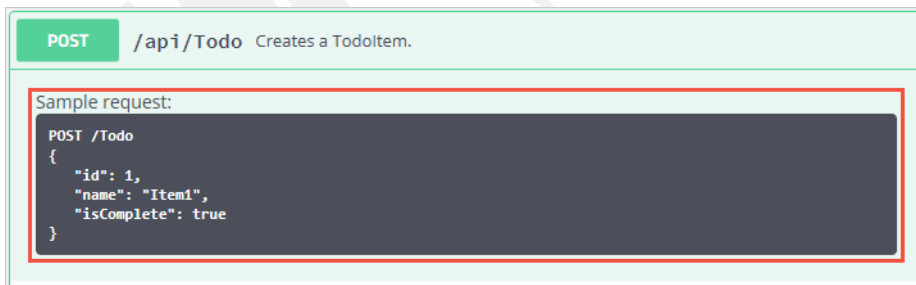 POST /api/Todo Creates a TodoItem.
Sample request:
POST /Todo
{
   "id": 1,
   "name": "Item1",
   "isComplete": true
}